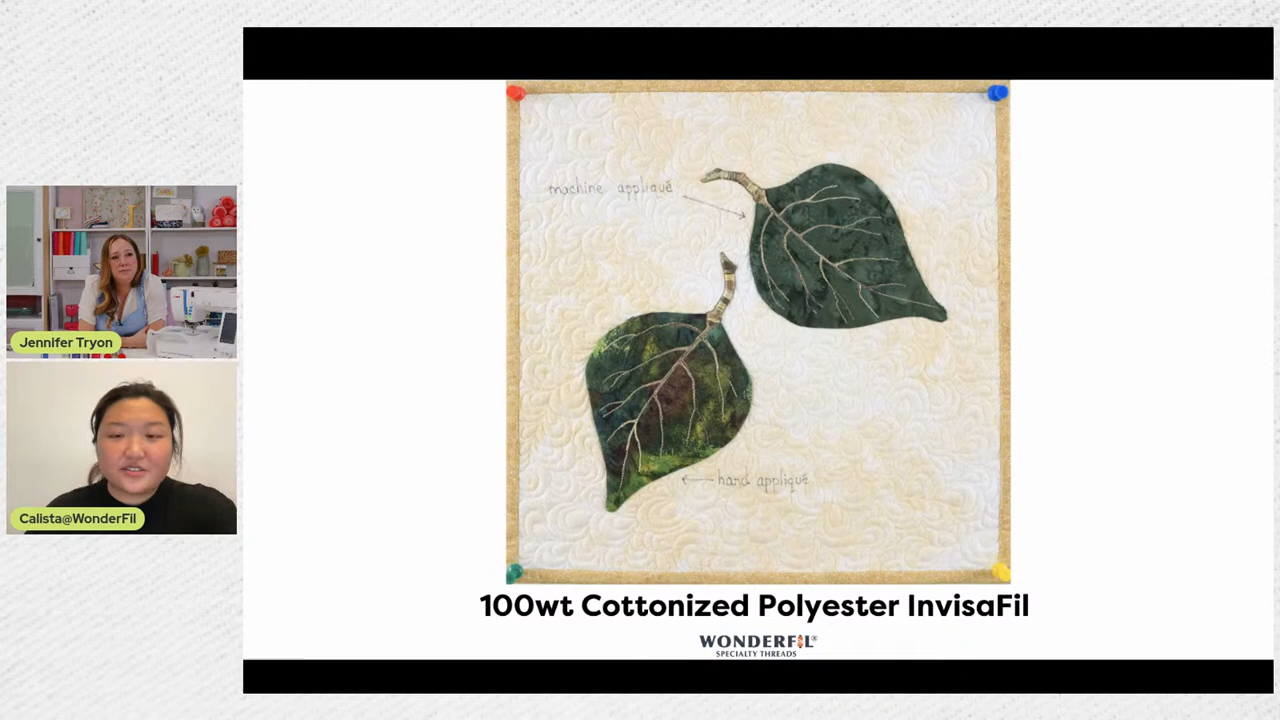 machine appliqué
hand appliqué
Jennifer Tryon
Calista@WonderFil
100wt Cottonized Polyester InvisaFil
WONDERFIL®
SPECIALTY THREADS